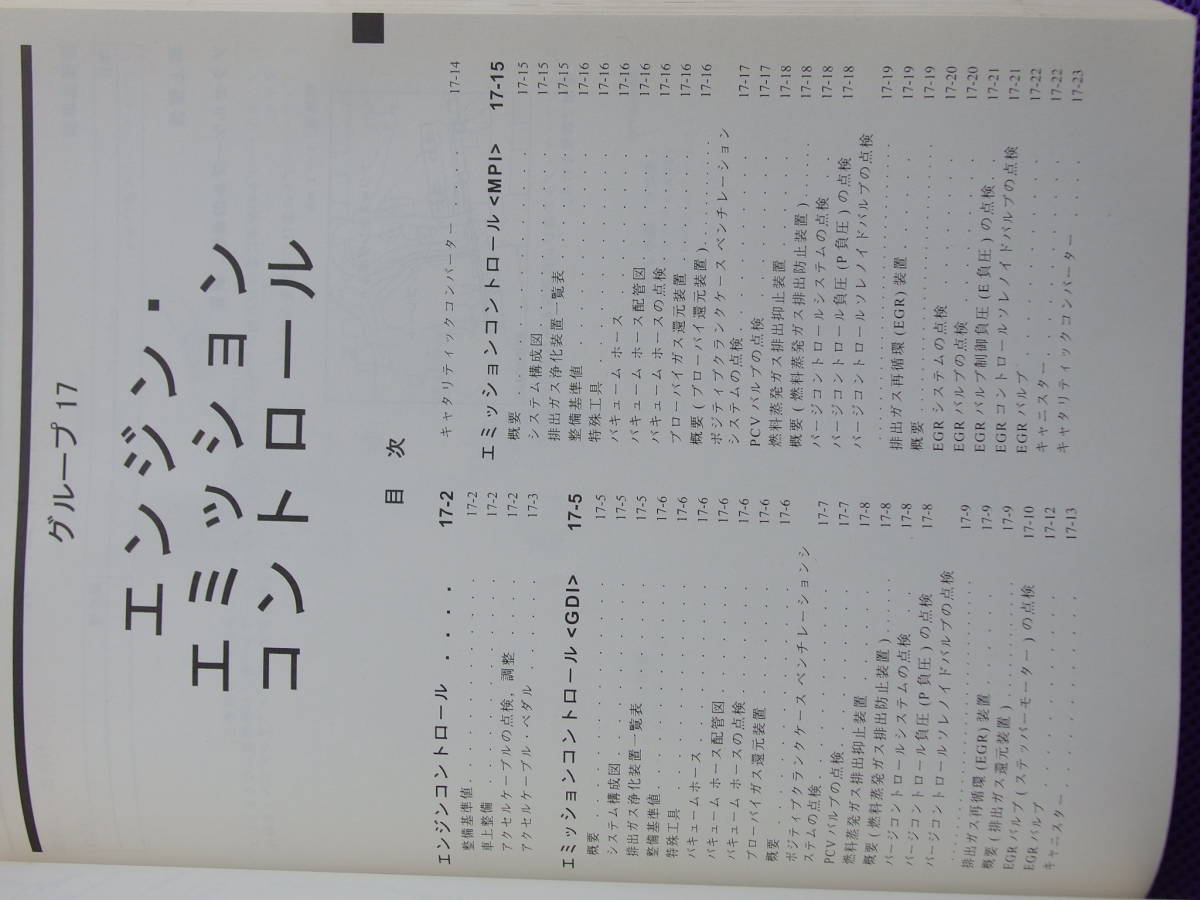 グループ 17
エンジン・
エミッション
コントロール
目 次
エンジンコントロール ・・・・ 17-2
整備基準値 . . . . . . . . . . 17-2
車上整備 . . . . . . . . . . . 17-2
アクセルケーブルの点検，調整 . . . 17-2
アクセルケーブル・ペダル . . . . . 17-3
エミッションコントロール<GDI> 17-5
概要 . . . . . . . . . . . . . 17-5
システム構成図 . . . . . . . . . 17-5
排出ガス浄化装置一覧表 . . . . . . 17-5
整備基準値 . . . . . . . . . . . 17-6
特殊工具 . . . . . . . . . . . . 17-6
バキュームホース . . . . . . . . 17-6
バキューム ホース配管図 . . . . . 17-6
バキューム ホースの点検 . . . . . 17-6
ブローバイガス還元装置 . . . . . . 17-6
概要 . . . . . . . . . . . . . 17-6
ポジティブクランクケースベンチレーションシ
ステムの点検 . . . . . . . . . . 17-7
PCV バルブの点検 . . . . . . . . 17-7
燃料蒸発ガス排出抑止装置 . . . . . 17-8
概要 ( 燃料蒸発ガス排出防止装置 ) . . . . . . 17-8
パージコントロールシステムの点検 . . . 17-8
パージコントロール負圧 (P 負圧 ) の点検 17-8
パージコントロールソレノイドバルブの点検
. . . . . . . . . . . . . . . . 17-9
排出ガス再循環 (EGR) 装置 . . . . 17-9
概要 ( 排出ガス還元装置 ) . . . . . . . . 17-9
EGR バルブ ( ステッパーモーター ) の点検 17-10
EGR バルブ . . . . . . . . . . . 17-12
キャニスター . . . . . . . . . . 17-13
キャタリティックコンバーター . . . . 17-14
エミッションコントロール<MPI> 17-15
概要 . . . . . . . . . . . . . 17-15
システム構成図 . . . . . . . . . 17-15
排出ガス浄化装置一覧表 . . . . . . 17-15
整備基準値 . . . . . . . . . . . 17-16
特殊工具 . . . . . . . . . . . . 17-16
バキューム ホース . . . . . . . . 17-16
バキューム ホース配管図 . . . . . 17-16
バキューム ホースの点検 . . . . . 17-16
ブローバイガス還元装置 . . . . . . 17-16
概要 ( ブローバイ還元装置 ). . . . . . . . 17-16
ポジティブクランクケース ベンチレーション
システムの点検 . . . . . . . . . 17-17
PCV バルブの点検 . . . . . . . . 17-17
燃料蒸発ガス排出抑止装置 . . . . . 17-18
概要 ( 燃料蒸発ガス排出防止装置 ) . . . . . . 17-18
パージコントロールシステムの点検 . . . 17-18
パージコントロール負圧 (P 負圧 ) の点検 17-18
パージコントロールソレノイドバルブの点検
. . . . . . . . . . . . . . . . 17-19
排出ガス再循環 (EGR) 装置 . . . . 17-19
概要 . . . . . . . . . . . . . 17-19
EGR システムの点検 . . . . . . . 17-20
EGR バルブの点検 . . . . . . . . 17-20
EGR バルブ制御負圧 (E 負圧 ) の点検 . . 17-21
EGR コントロールソレノイドバルブの点検 17-21
EGR バルブ . . . . . . . . . . . 17-22
キャニスター . . . . . . . . . . 17-22
キャタリティックコンバーター . . . . 17-23